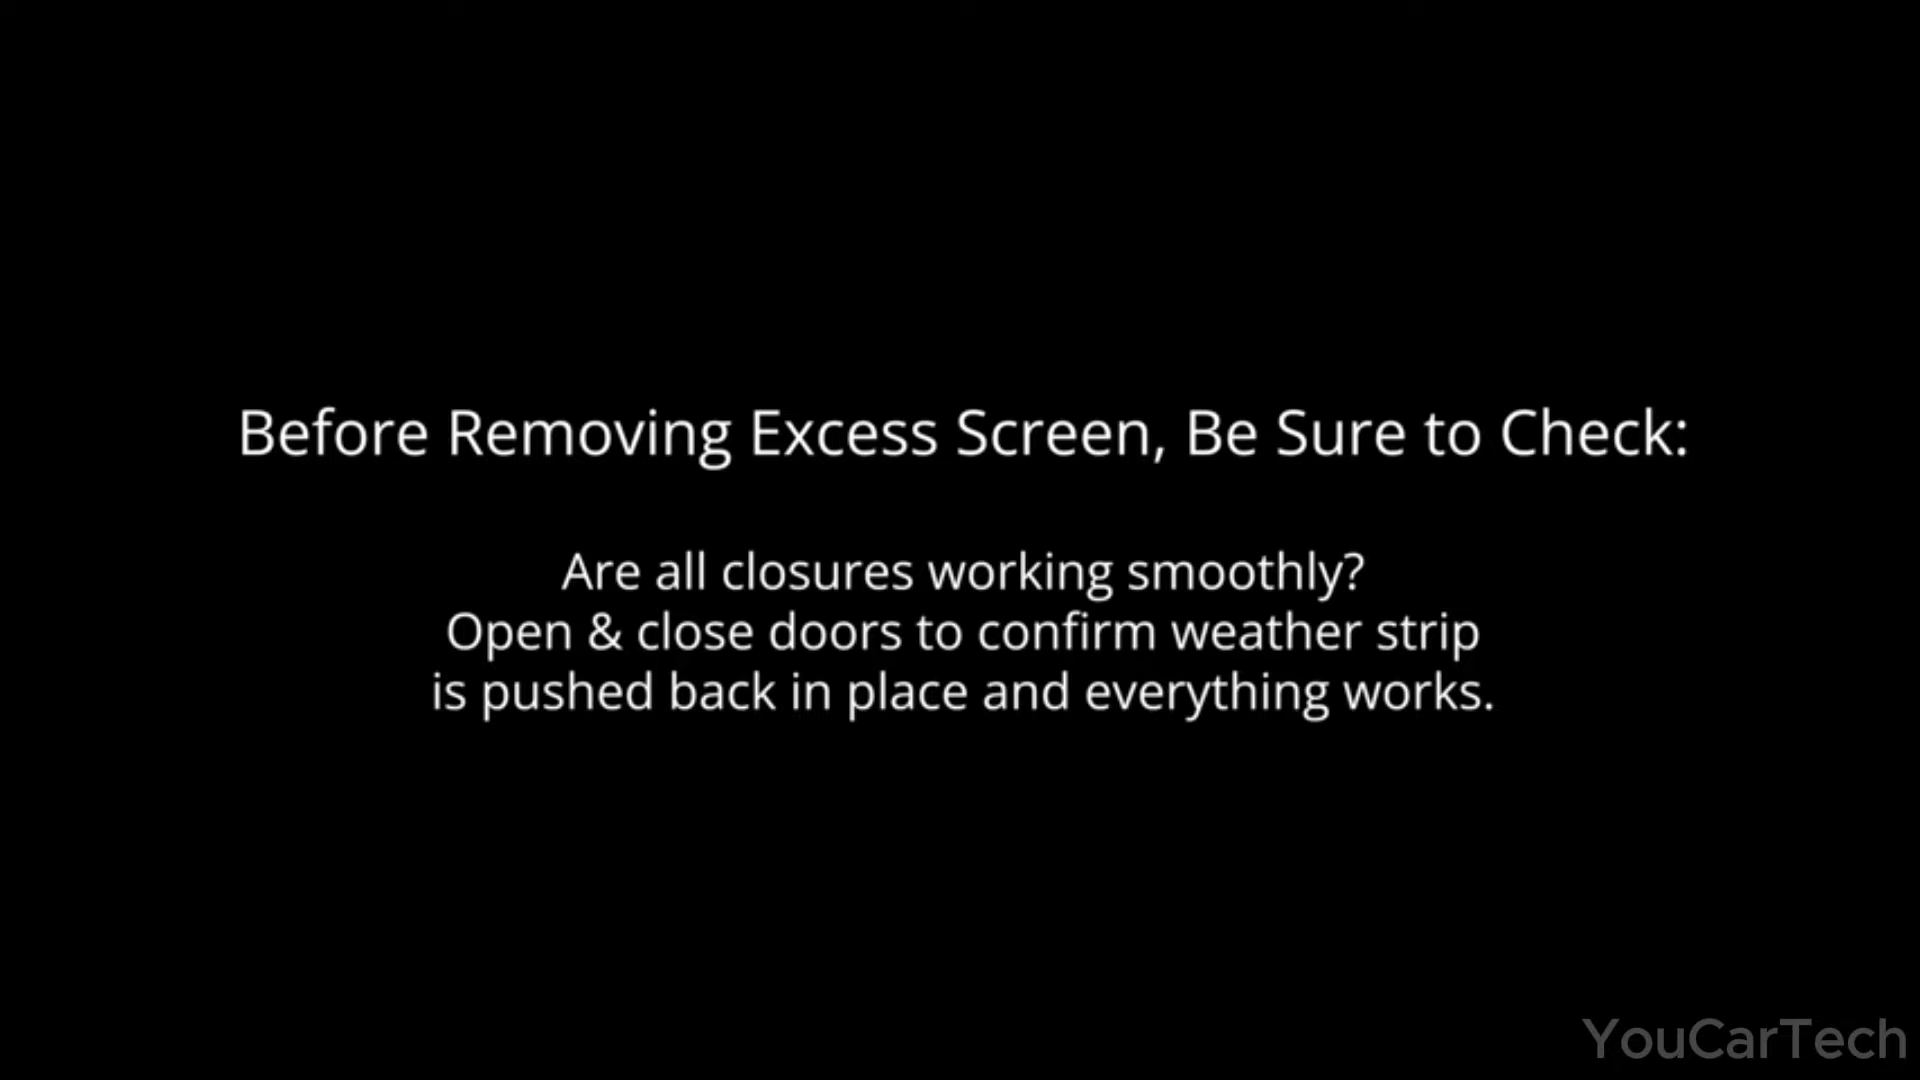 Before Removing Excess Screen, Be Sure to Check:
Are all closures working smoothly?
Open & close doors to confirm weather strip
is pushed back in place and everything works.
YouCarTech